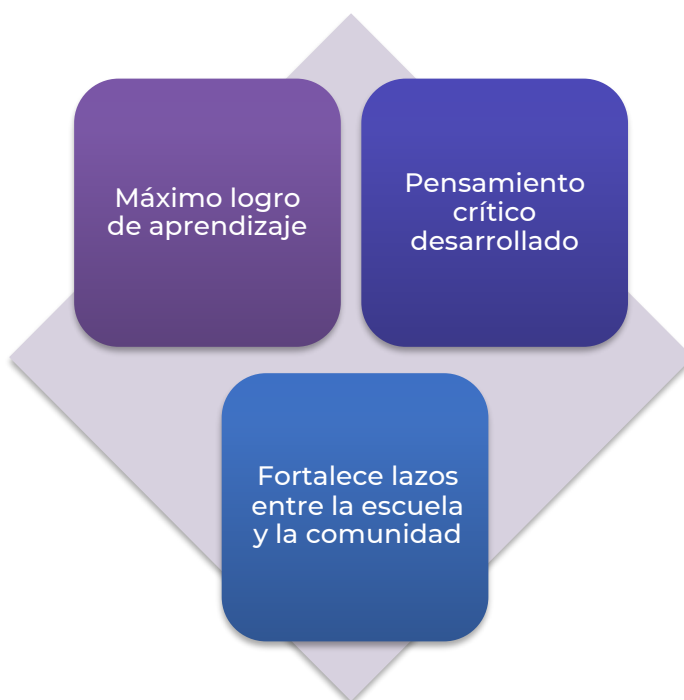 Máximo logro
de aprendizaje
Pensamiento
crítico
desarrollado
Fortalece lazos
entre la escuela
y la comunidad